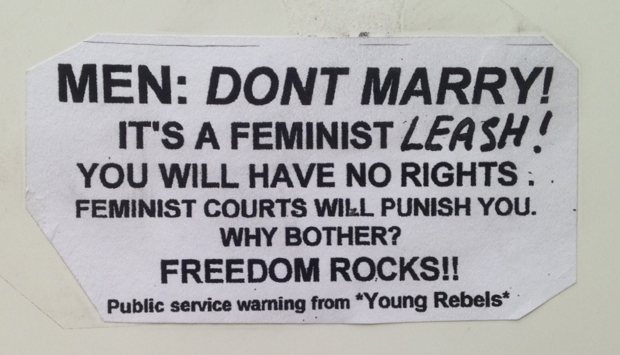 MEN: DONT MARRY!
IT'S A FEMINIST LEASH!
YOU WILL HAVE NO RIGHTS.
FEMINIST COURTS WILL PUNISH YOU.
WHY BOTHER?
FREEDOM ROCKS!!
Public service warning from *Young Rebels*